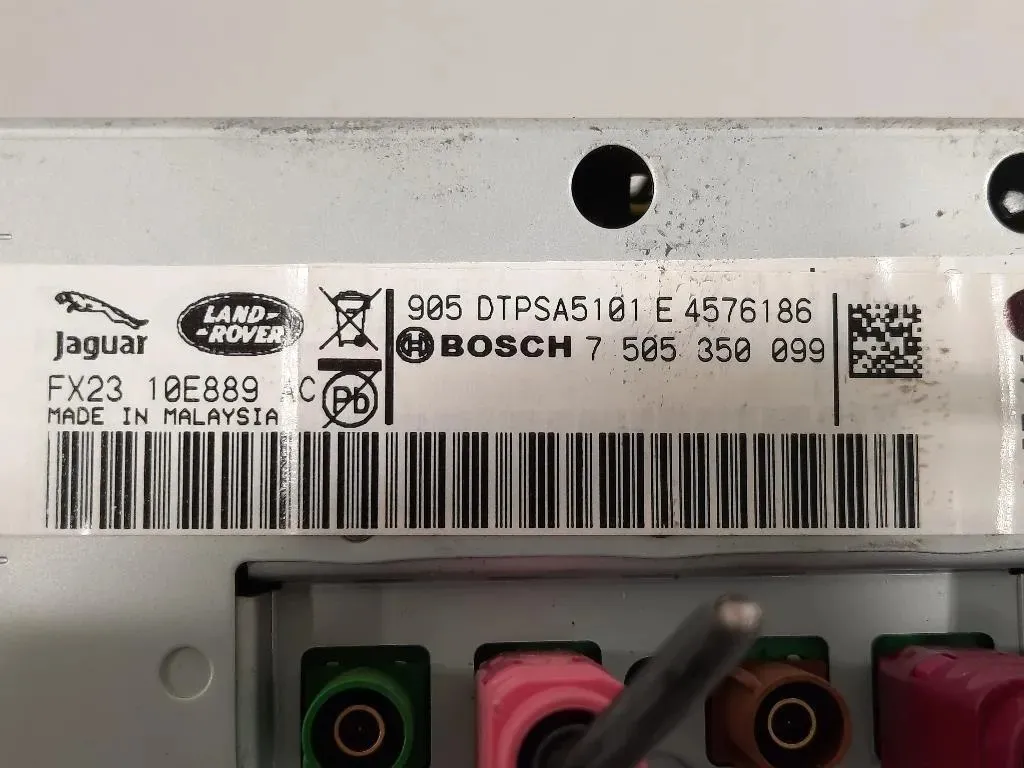 Jaguar
LAND-
-ROVER
FX23 10E889 AC
MADE IN MALAYSIA
Pb
905 DTPSA5101 E 4576186
BOSCH 7 505 350 099